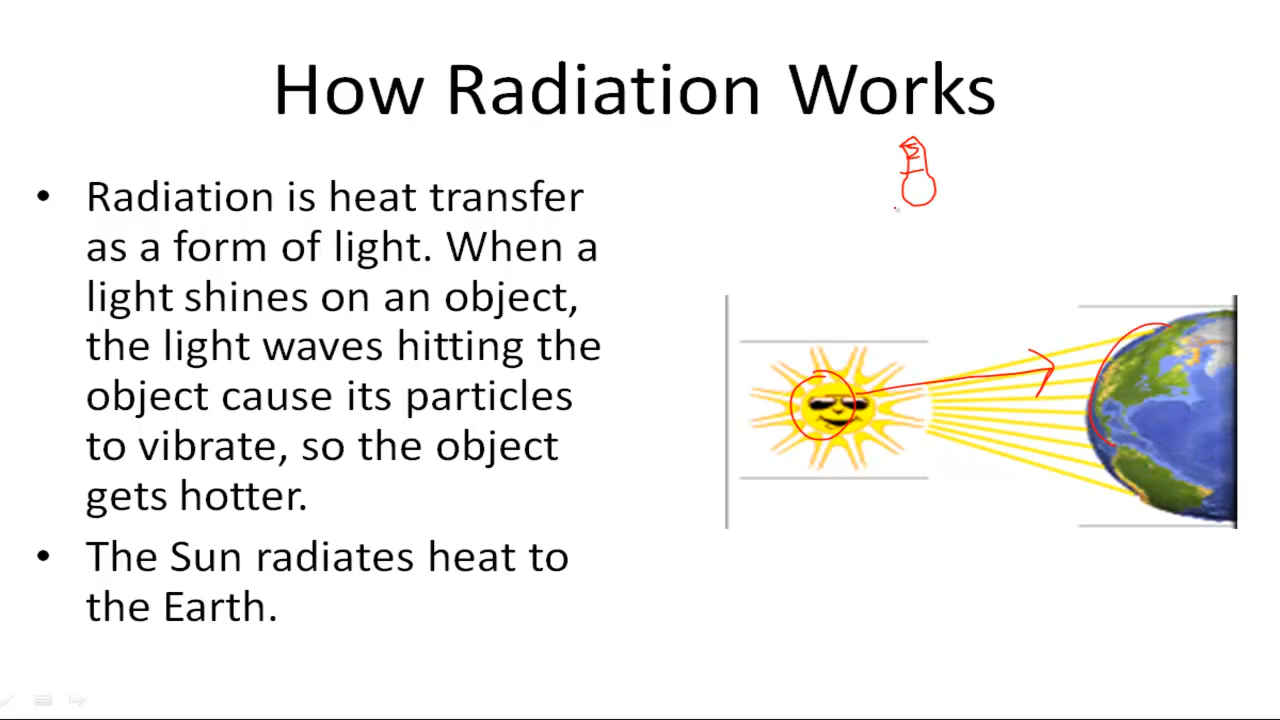 How Radiation Works
• Radiation is heat transfer
as a form of light. When a
light shines on an object,
the light waves hitting the
object cause its particles
to vibrate, so the object
gets hotter.
• The Sun radiates heat to
the Earth.